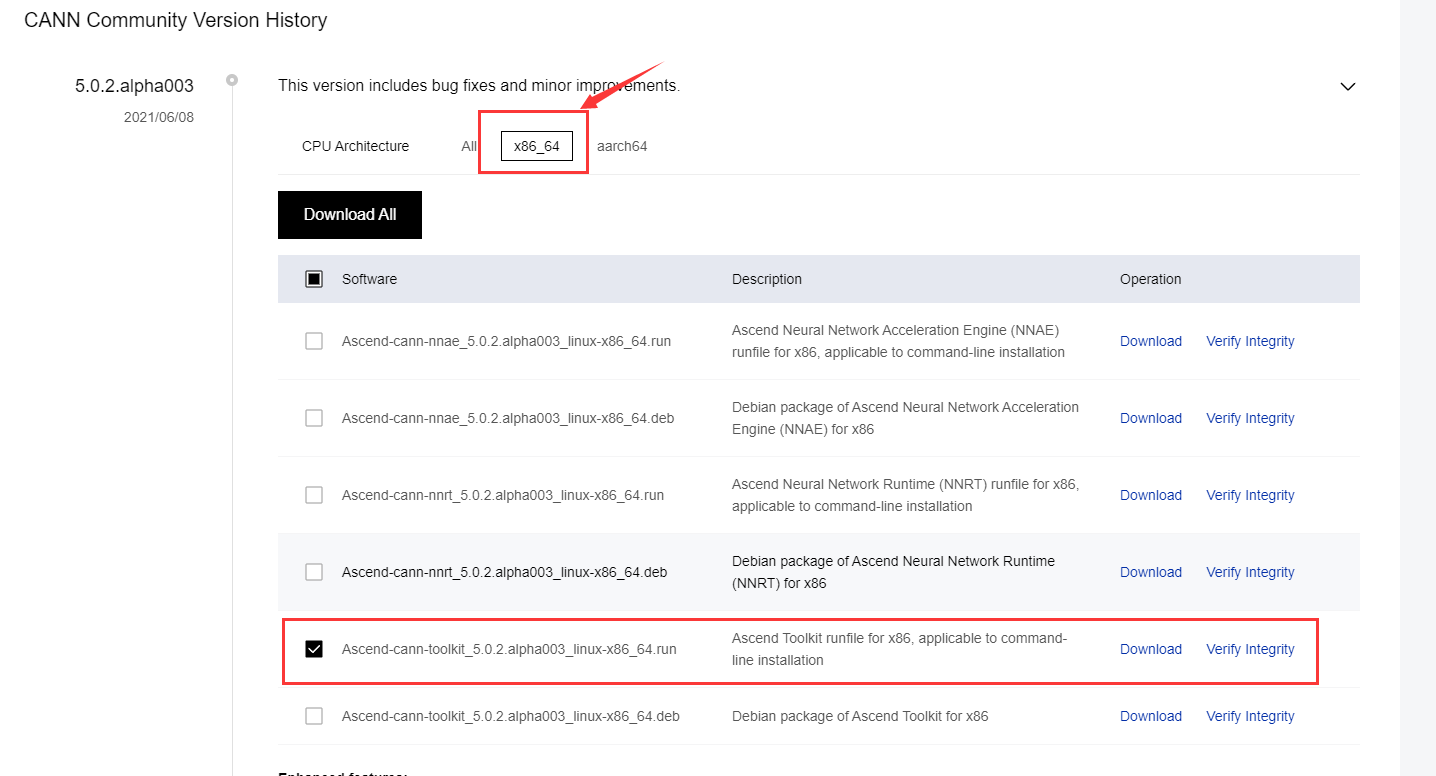 CANN Community Version History
5.0.2.alpha003
2021/06/08
This version includes bug fixes and minor improvements.
CPU Architecture All x86_64 aarch64
Download All
Software Description Operation
Ascend-cann-nnae_5.0.2.alpha003_linux-x86_64.run
Ascend Neural Network Acceleration Engine (NNAE)
runfile for x86, applicable to command-line installation
Download Verify Integrity
Ascend-cann-nnae_5.0.2.alpha003_linux-x86_64.deb
Debian package of Ascend Neural Network Acceleration
Engine (NNAE) for x86
Download Verify Integrity
Ascend-cann-nnrt_5.0.2.alpha003_linux-x86_64.run
Ascend Neural Network Runtime (NNRT) runfile for x86,
applicable to command-line installation
Download Verify Integrity
Ascend-cann-nnrt_5.0.2.alpha003_linux-x86_64.deb
Debian package of Ascend Neural Network Runtime
(NNRT) for x86
Download Verify Integrity
Ascend-cann-toolkit_5.0.2.alpha003_linux-x86_64.run
Ascend Toolkit runfile for x86, applicable to command-
line installation
Download Verify Integrity
Ascend-cann-toolkit_5.0.2.alpha003_linux-x86_64.deb
Debian package of Ascend Toolkit for x86
Download Verify Integrity
Enhanced features: